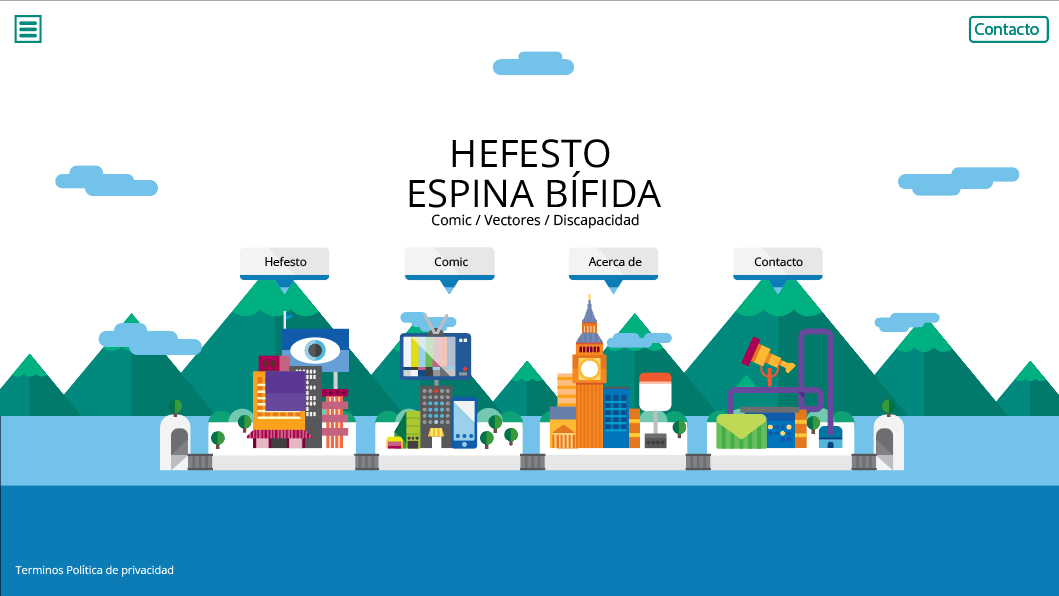 Contacto
HEFESTO
ESPINA BÍFIDA
Comic / Vectores / Discapacidad
Hefesto
Comic
Acerca de
Contacto
Terminos Política de privacidad